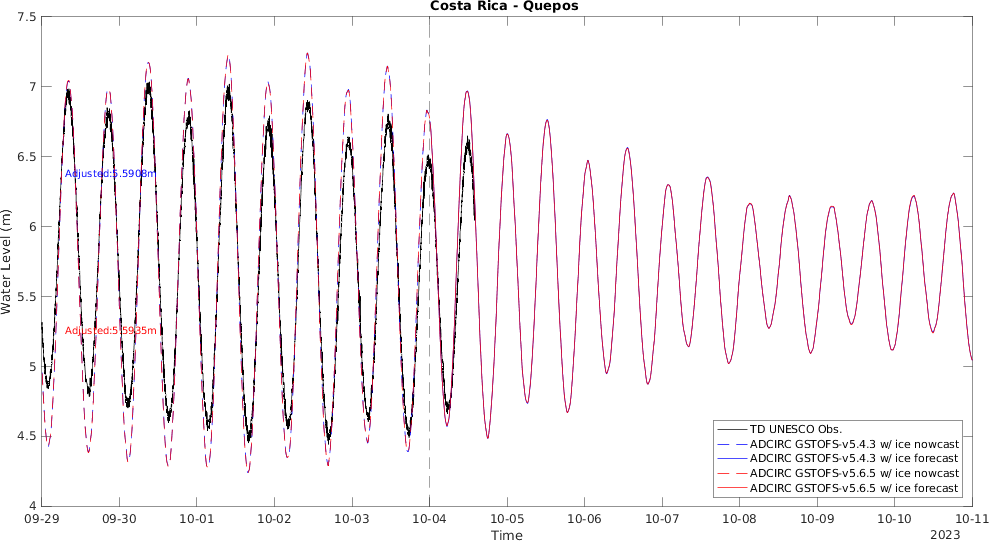 Costa Rica - Quepos
7.5
7
6.5
6
5.5
5
4.5
4
Water Level (m)
Adjusted:5.5908m
Adjusted:5.5935m
TD UNESCO Obs.
ADCIRC GSTOFS-v5.4.3 w/ ice nowcast
ADCIRC GSTOFS-v5.4.3 w/ ice forecast
ADCIRC GSTOFS-v5.6.5 w/ ice nowcast
ADCIRC GSTOFS-v5.6.5 w/ ice forecast
09-29 09-30 10-01 10-02 10-03 10-04 10-05 10-06 10-07 10-08 10-09 10-10 10-11
Time
2023